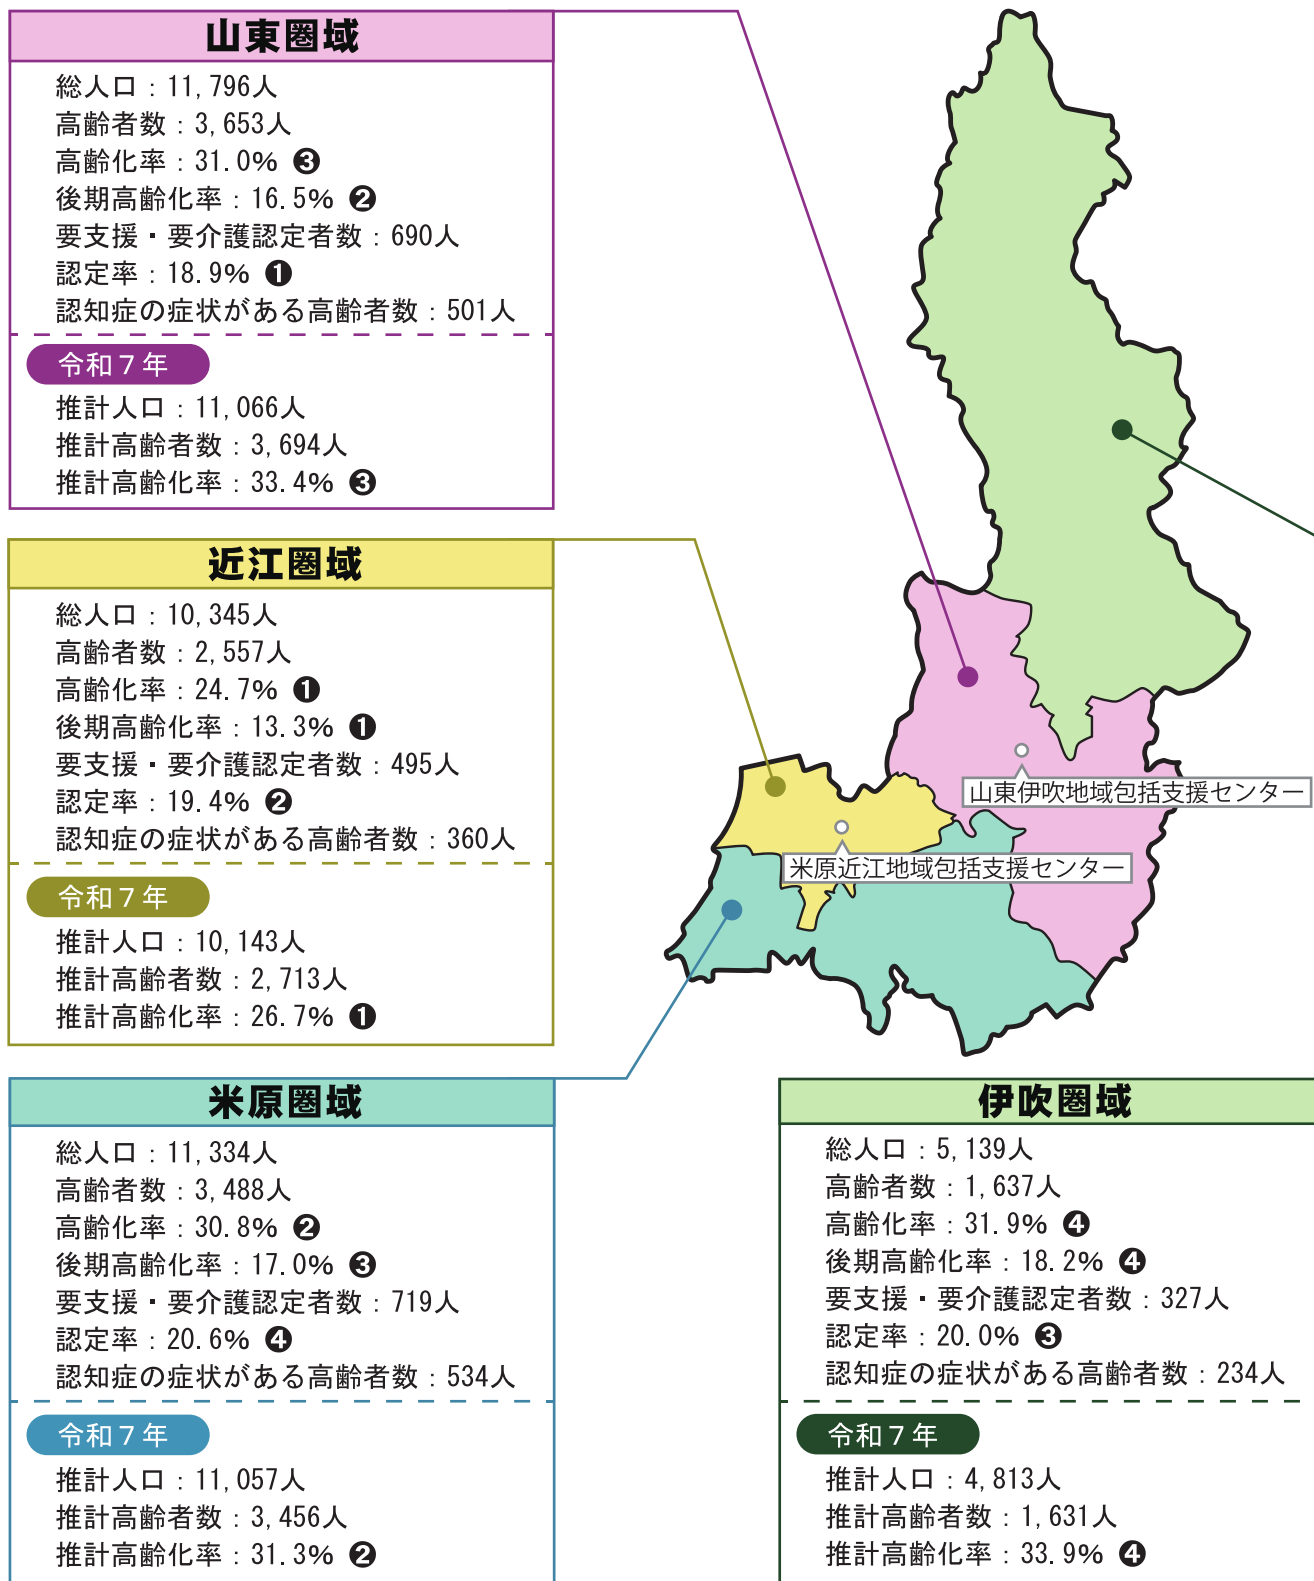 山東圏域
総人口：11,796人
高齢者数：3,653人
高齢化率：31.0% ❸
後期高齢化率：16.5% ❷
要支援・要介護認定者数：690人
認定率：18.9% ❶
認知症の症状がある高齢者数：501人
令和７年
推計人口：11,066人
推計高齢者数：3,694人
推計高齢化率：33.4% ❸
近江圏域
総人口：10,345人
高齢者数：2,557人
高齢化率：24.7% ❶
後期高齢化率：13.3% ❶
要支援・要介護認定者数：495人
認定率：19.4% ❷
認知症の症状がある高齢者数：360人
令和７年
推計人口：10,143人
推計高齢者数：2,713人
推計高齢化率：26.7% ❶
山東伊吹地域包括支援センター
米原近江地域包括支援センター
米原圏域
総人口：11,334人
高齢者数：3,488人
高齢化率：30.8% ❷
後期高齢化率：17.0% ❸
要支援・要介護認定者数：719人
認定率：20.6% ❹
認知症の症状がある高齢者数：534人
令和７年
推計人口：11,057人
推計高齢者数：3,456人
推計高齢化率：31.3% ❷
伊吹圏域
総人口：5,139人
高齢者数：1,637人
高齢化率：31.9% ❹
後期高齢化率：18.2% ❹
要支援・要介護認定者数：327人
認定率：20.0% ❸
認知症の症状がある高齢者数：234人
令和７年
推計人口：4,813人
推計高齢者数：1,631人
推計高齢化率：33.9% ❹